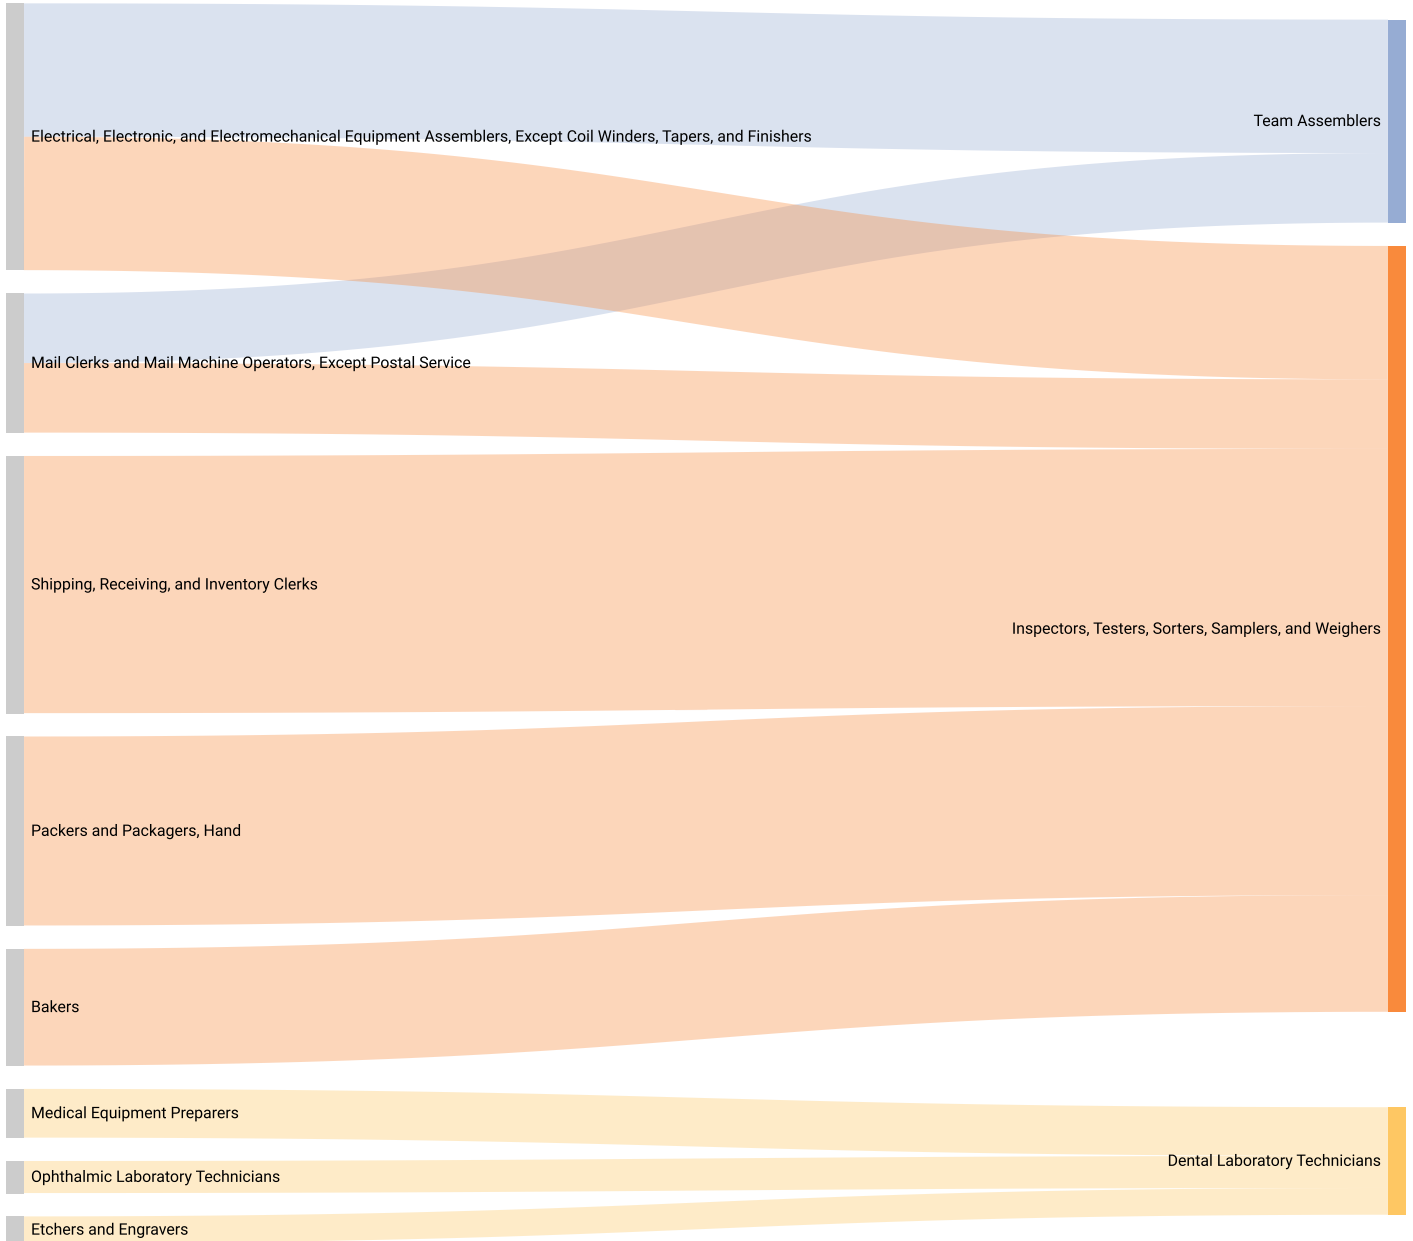 Team Assemblers
Electrical, Electronic, and Electromechanical Equipment Assemblers, Except Coil Winders, Tapers, and Finishers
Mail Clerks and Mail Machine Operators, Except Postal Service
Shipping, Receiving, and Inventory Clerks
Inspectors, Testers, Sorters, Samplers, and Weighers
Packers and Packagers, Hand
Bakers
Medical Equipment Preparers
Dental Laboratory Technicians
Ophthalmic Laboratory Technicians
Etchers and Engravers